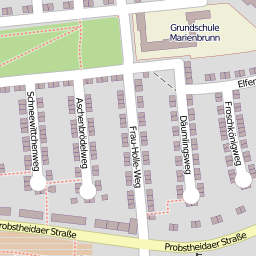 Grundschule
Marienbrunn
Elfen
Schneewittchenweg
Aschenbrödelweg
Frau-Holle-Weg
Däumlingsweg
Froschkönigweg
Probstheidaer Straße
Probstheidaer Straße